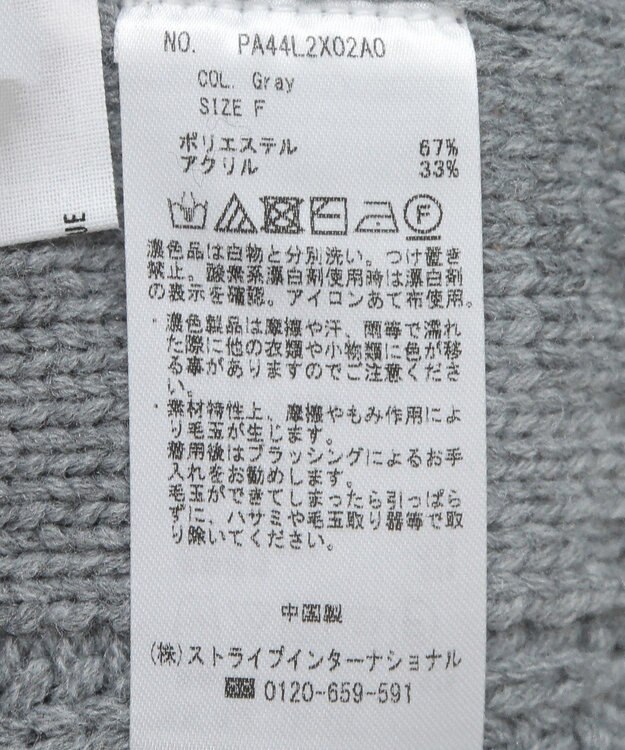 NO. PA44L2X02A0
COL. Gray
SIZE F
ポリエステル 67%
アクリル 33%
F
濃色品は白物と分別洗い。つけ置き
禁止。酸素系漂白剤使用時は漂白剤
の表示を確認。アイロンあて布使用。
・濃色製品は摩擦や汗、雨等で濡れ
た際に他の衣類や小物類に色が移
る事がありますのでご注意くださ
い。
・素材特性上、摩擦やもみ作用によ
り毛玉が生じます。
着用後はブラッシングによるお手
入れをお勧めします。
毛玉ができてしまったら引っぱら
ずに、ハサミや毛玉取り器等で取
り除いてください。
中国製
(株)ストライプインターナショナル
0120-659-591
UE